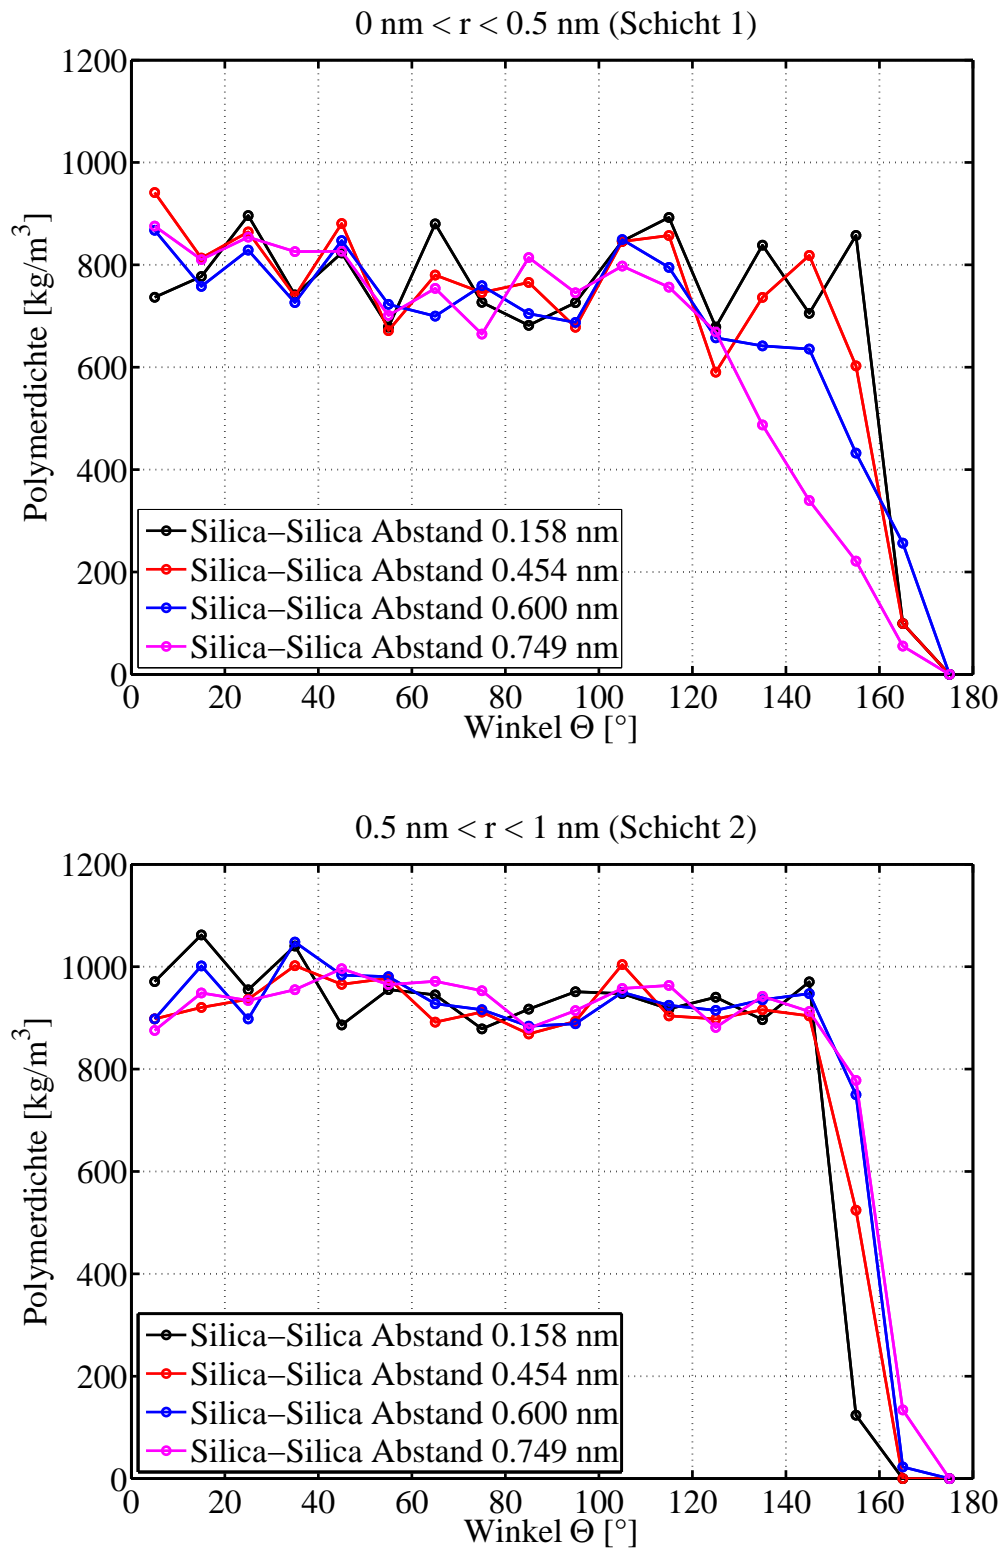 0 nm < r < 0.5 nm (Schicht 1)
1200
1000
800
600
400
200
0
Polymerdichte [kg/m³]
Silica−Silica Abstand 0.158 nm
Silica−Silica Abstand 0.454 nm
Silica−Silica Abstand 0.600 nm
Silica−Silica Abstand 0.749 nm
0 20 40 60 80 100 120 140 160 180
Winkel Θ [°]
0.5 nm < r < 1 nm (Schicht 2)
1200
1000
800
600
400
200
0
Polymerdichte [kg/m³]
Silica−Silica Abstand 0.158 nm
Silica−Silica Abstand 0.454 nm
Silica−Silica Abstand 0.600 nm
Silica−Silica Abstand 0.749 nm
0 20 40 60 80 100 120 140 160 180
Winkel Θ [°]